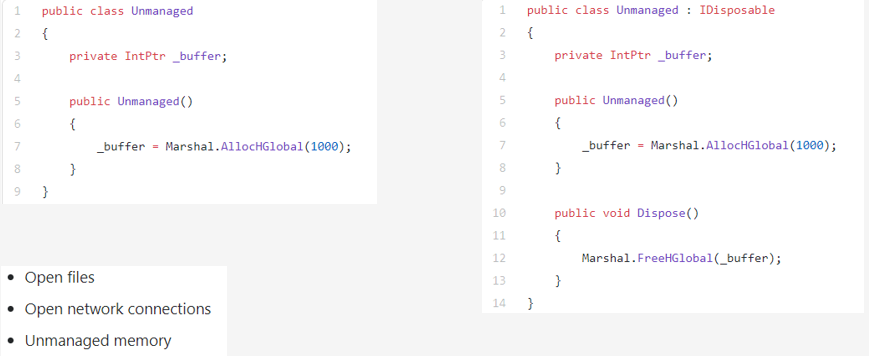 1 public class Unmanaged
2 {
3     private IntPtr _buffer;
4
5     public Unmanaged()
6     {
7         _buffer = Marshal.AllocHGlobal(1000);
8     }
9 }
• Open files
• Open network connections
• Unmanaged memory
1 public class Unmanaged : IDisposable
2 {
3     private IntPtr _buffer;
4
5     public Unmanaged()
6     {
7         _buffer = Marshal.AllocHGlobal(1000);
8     }
9
10     public void Dispose()
11     {
12         Marshal.FreeHGlobal(_buffer);
13     }
14 }